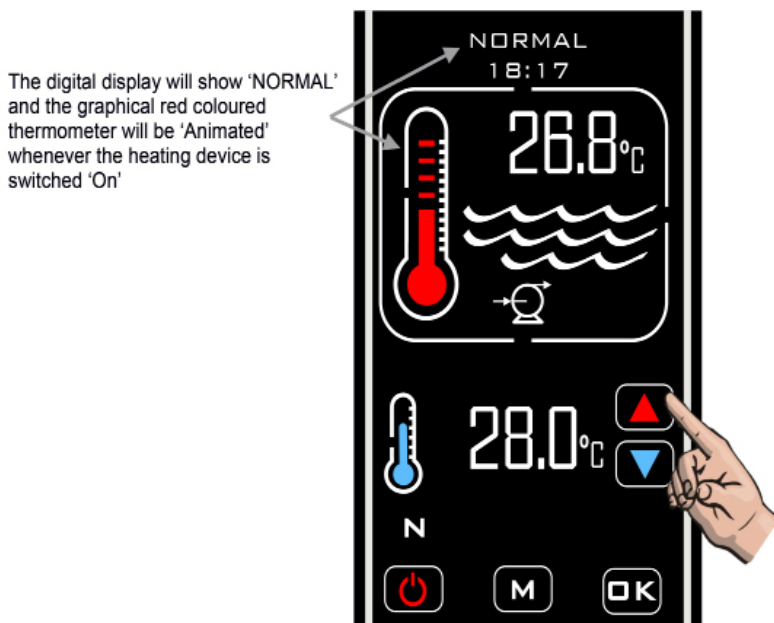 NORMAL
18:17
The digital display will show ‘NORMAL’
and the graphical red coloured
thermometer will be ‘Animated’
whenever the heating device is
switched ‘On’
26.8°C
28.0°C
N
M
OK